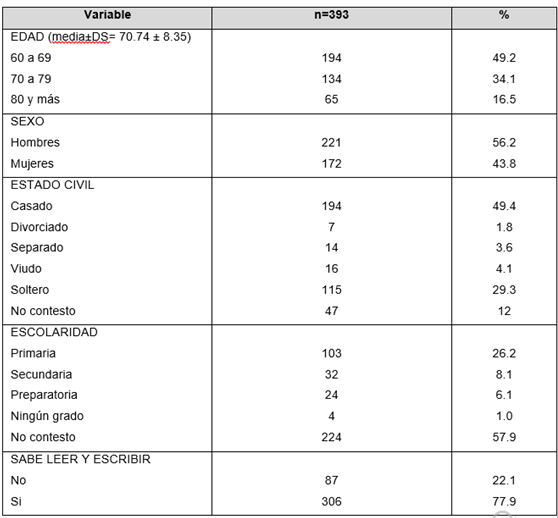 Variable n=393 %
EDAD (media±DS= 70.74 ± 8.35)
60 a 69 194 49.2
70 a 79 134 34.1
80 y más 65 16.5
SEXO
Hombres 221 56.2
Mujeres 172 43.8
ESTADO CIVIL
Casado 194 49.4
Divorciado 7 1.8
Separado 14 3.6
Viudo 16 4.1
Soltero 115 29.3
No contesto 47 12
ESCOLARIDAD
Primaria 103 26.2
Secundaria 32 8.1
Preparatoria 24 6.1
Ningún grado 4 1.0
No contesto 224 57.9
SABE LEER Y ESCRIBIR
No 87 22.1
Si 306 77.9